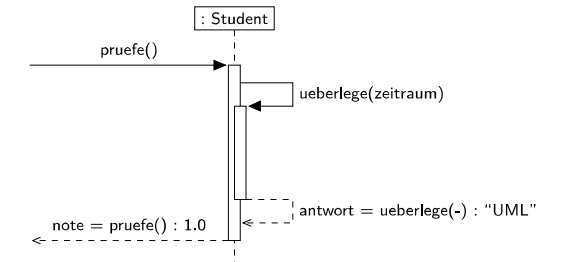 : Student
pruefe()
ueberlege(zeitraum)
antwort = ueberlege(-) : “UML”
note = pruefe() : 1.0